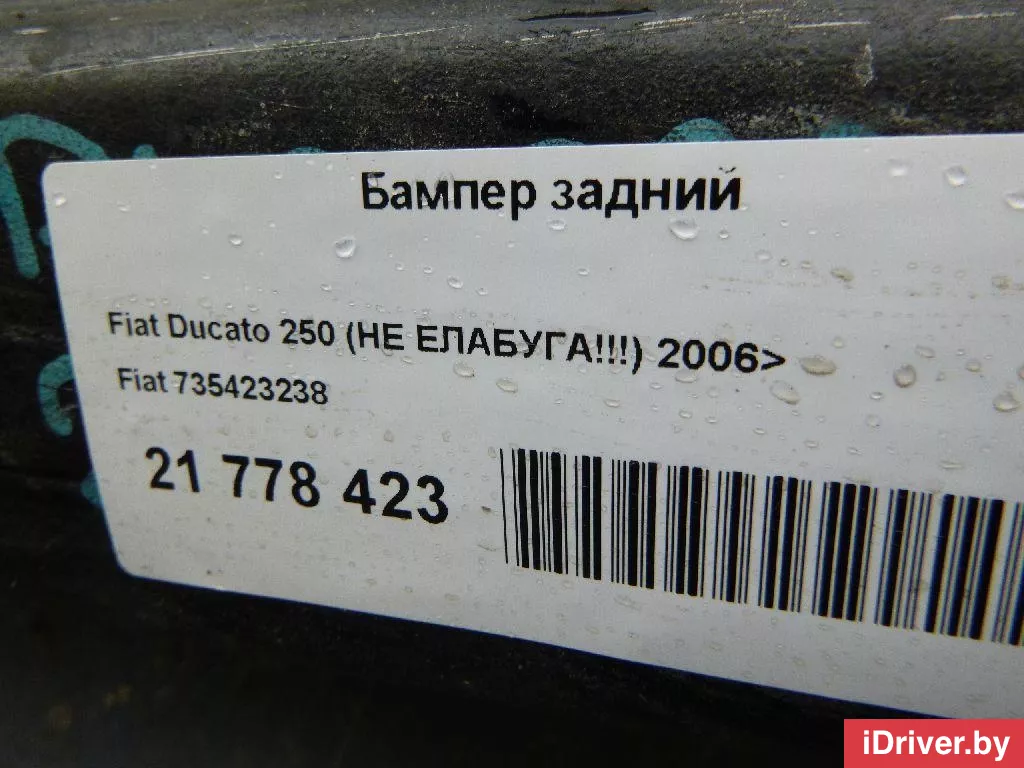 Бампер задний
Fiat Ducato 250 (НЕ ЕЛАБУГА!!!) 2006>
Fiat 735423238
21 778 423
iDriver.by